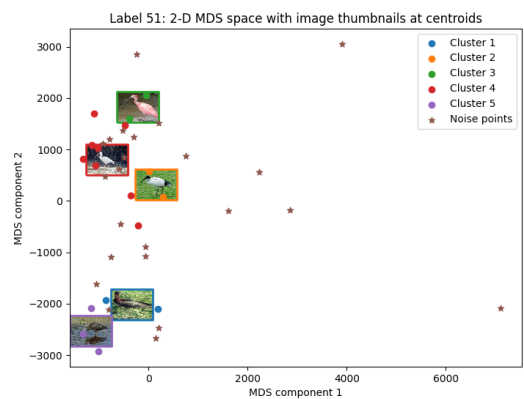 Label 51: 2-D MDS space with image thumbnails at centroids
Cluster 1
Cluster 2
Cluster 3
Cluster 4
Cluster 5
Noise points
3000
2000
1000
0
−1000
−2000
−3000
MDS component 2
0 2000 4000 6000
MDS component 1